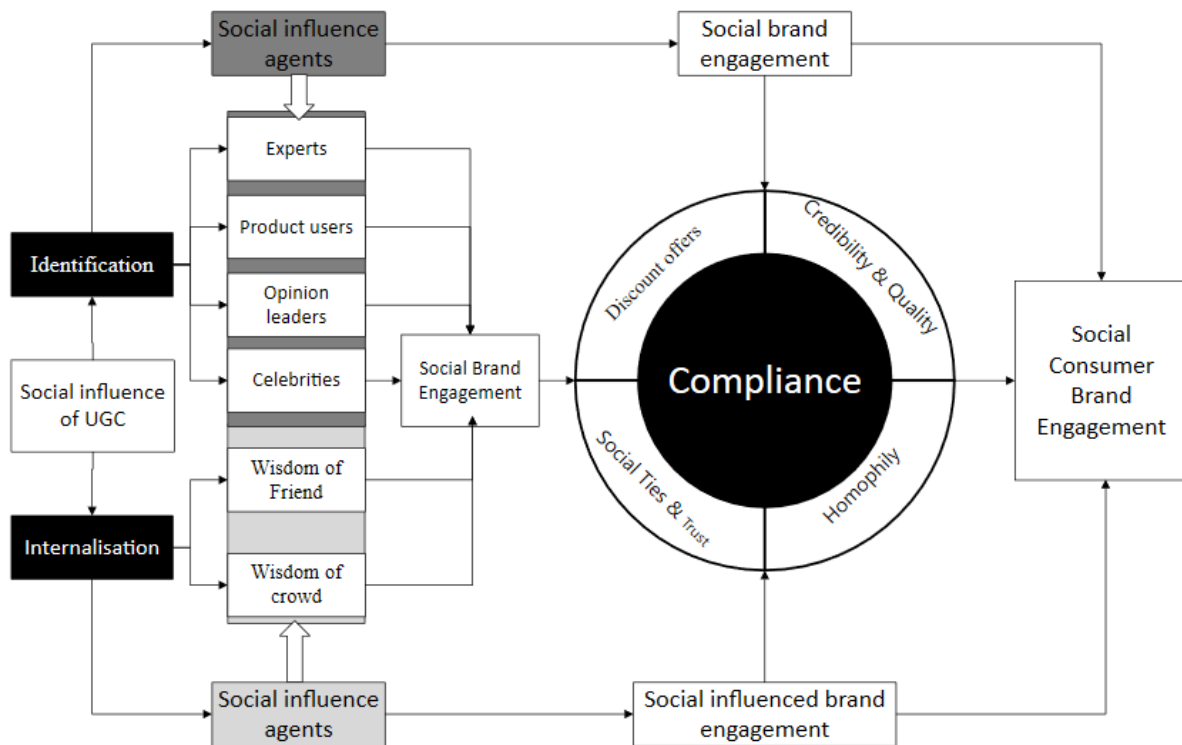 Social influence
agents
Social brand
engagement
Experts
Product users
Identification
Opinion
leaders
Celebrities
Social influence
of UGC
Social Brand
Engagement
Discount offers
Credibility & Quality
Compliance
Social Ties & Trust
Homophily
Social
Consumer
Brand
Engagement
Wisdom of
Friend
Internalisation
Wisdom of
crowd
Social influence
agents
Social influenced brand
engagement